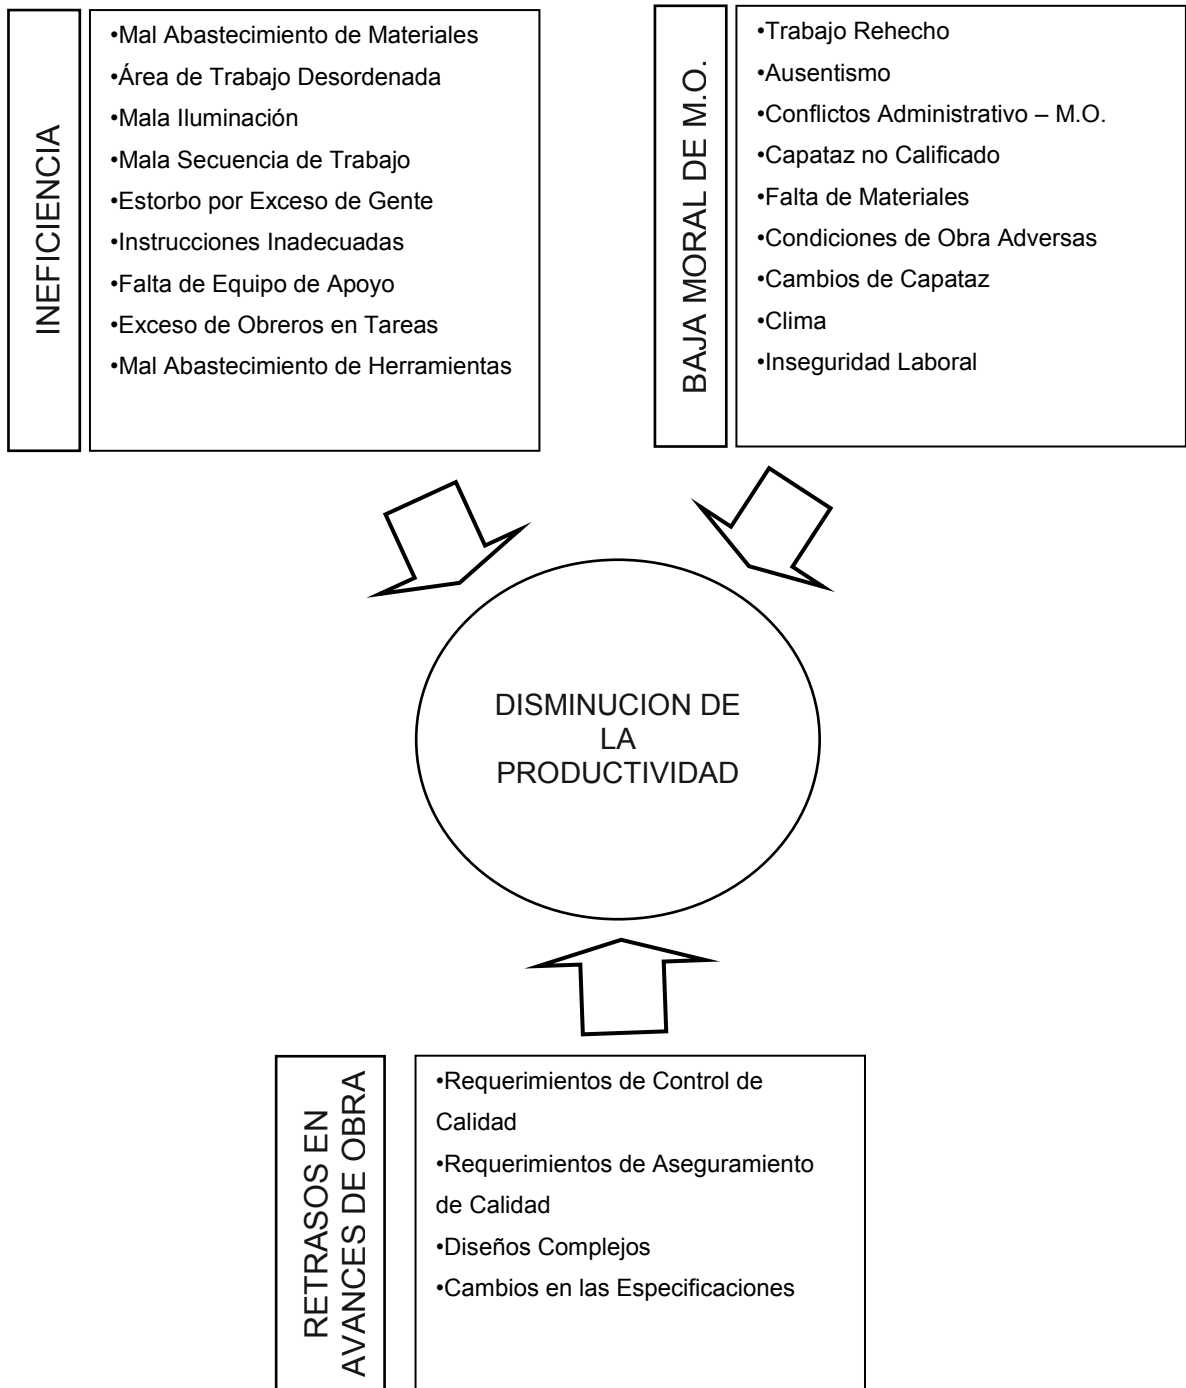 INEFICIENCIA
•Mal Abastecimiento de Materiales
•Área de Trabajo Desordenada
•Mala Iluminación
•Mala Secuencia de Trabajo
•Estorbo por Exceso de Gente
•Instrucciones Inadecuadas
•Falta de Equipo de Apoyo
•Exceso de Obreros en Tareas
•Mal Abastecimiento de Herramientas
BAJA MORAL DE M.O.
•Trabajo Rehecho
•Ausentismo
•Conflictos Administrativo – M.O.
•Capataz no Calificado
•Falta de Materiales
•Condiciones de Obra Adversas
•Cambios de Capataz
•Clima
•Inseguridad Laboral
DISMINUCION DE
LA
PRODUCTIVIDAD
RETRASOS EN
AVANCES DE OBRA
•Requerimientos de Control de
Calidad
•Requerimientos de Aseguramiento
de Calidad
•Diseños Complejos
•Cambios en las Especificaciones